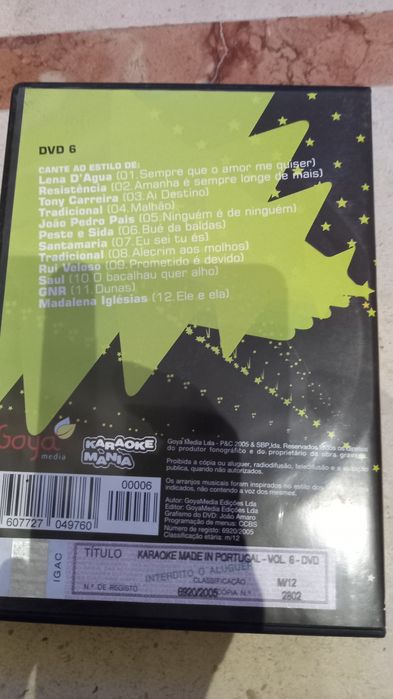 DVD 6
CANTE AO ESTILO DE:
Lena D'Agua (01.Sempre que o amor me quiser)
Resistência (02.Amanhã é sempre longe de mais)
Tony Carreira (03.Ai Destino)
Tradicional (04.Malhão)
João Pedro Pais (05.Ninguém é de ninguém)
Peste e Sida (06.Bué da baldas)
Santamaria (07.Eu sei tu és)
Tradicional (08.Alecrim aos molhos)
Rui Veloso (09.Prometido é devido)
Saul (10.O bacalhau quer alho)
GNR (11.Dunas)
Madalena Iglésias (12.Ele e ela)
Goya
media
KARAOKE
MANIA
Goya Media Lda - P&C 2005 & SBP,lda. Reservados todos os direitos
do produtor fonográfico e do proprietário da obra gravada.
Proibida a cópia ou aluguer, radiodifusão, teledifusão e a exibição
pública, quando não autorizados.
Os arranjos musicais foram inspirados no estilo dos
indicados, não contendo a voz dos mesmos.
Autor: GoyaMedia Edições Lda
Editor: GoyaMedia Edições Lda
Grafismo do DVD: João Amaro
Programação de menus: CCBS
Número de registo: 6920/2005
Classificação etária: m/12
00006
607727 049760
IGAC
TÍTULO KARAOKE MADE IN PORTUGAL - VOL 6 - DVD
INTERDITO O ALUGUER
CLASSIFICAÇÃO M/12
N.º DE REGISTO 6920/2005 CÓPIA N.º 2802